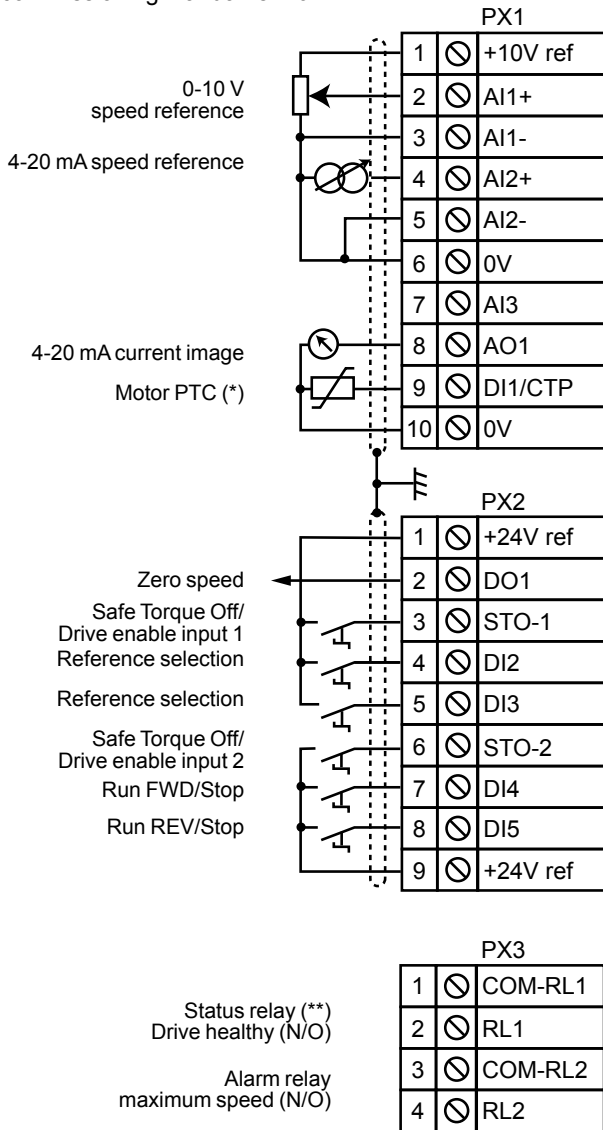 PX1
1 +10V ref
0-10 V
speed reference
2 AI1+
3 AI1-
4-20 mA speed reference
4 AI2+
5 AI2-
6 0V
7 AI3
4-20 mA current image
8 AO1
Motor PTC (*)
9 DI1/CTP
10 0V
PX2
1 +24V ref
Zero speed
2 DO1
Safe Torque Off/
Drive enable input 1
3 STO-1
Reference selection
4 DI2
Reference selection
5 DI3
Safe Torque Off/
Drive enable input 2
6 STO-2
Run FWD/Stop
7 DI4
Run REV/Stop
8 DI5
9 +24V ref
PX3
1 COM-RL1
Status relay (**)
Drive healthy (N/O)
2 RL1
3 COM-RL2
Alarm relay
maximum speed (N/O)
4 RL2